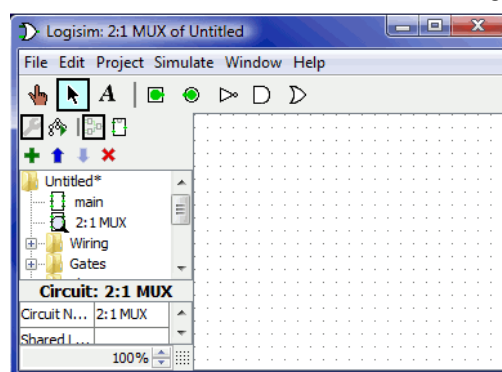 Logisim: 2:1 MUX of Untitled
File Edit Project Simulate Window Help
A
Untitled*
main
2:1 MUX
Wiring
Gates
Circuit: 2:1 MUX
Circuit N... 2:1 MUX
Shared L...
100%